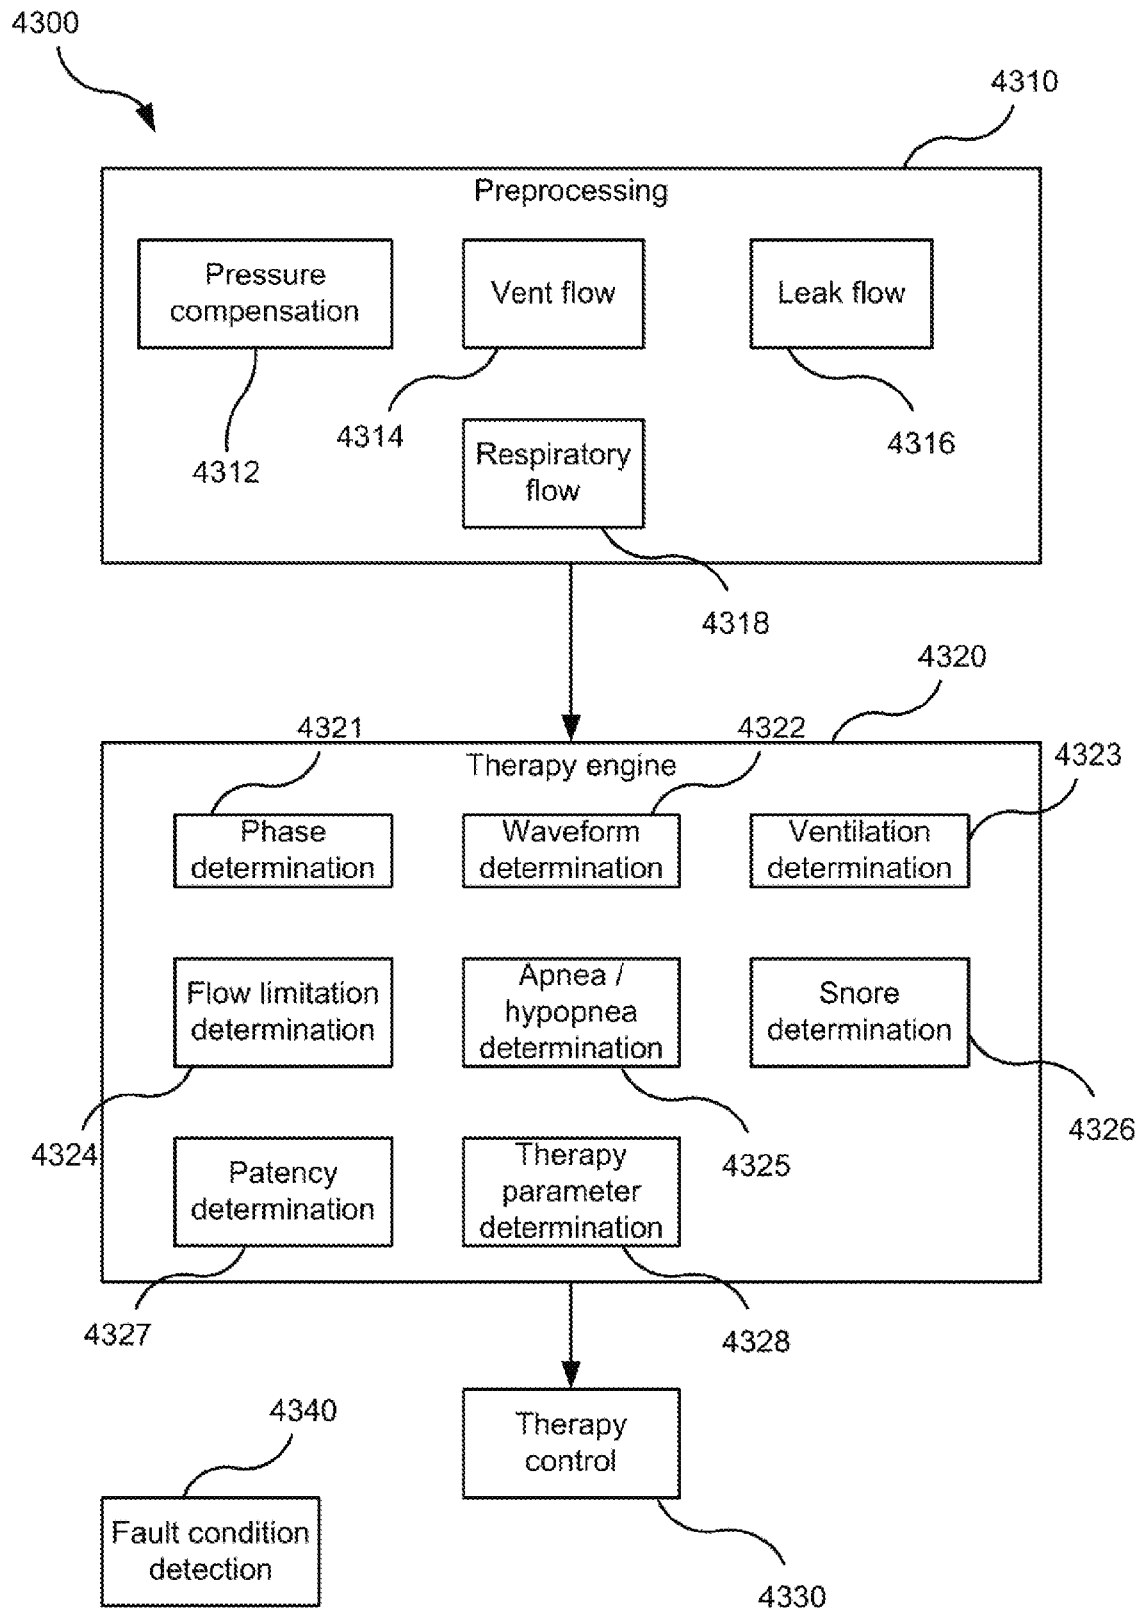 4300
4310
Preprocessing
Pressure
compensation
Vent flow
Leak flow
4312
4314
4316
Respiratory
flow
4318
4320
4321
4322
4323
Therapy engine
Phase
determination
Waveform
determination
Ventilation
determination
Flow limitation
determination
Apnea /
hypopnea
determination
Snore
determination
4324
4325
4326
Patency
determination
Therapy
parameter
determination
4327
4328
4340
Therapy
control
Fault condition
detection
4330